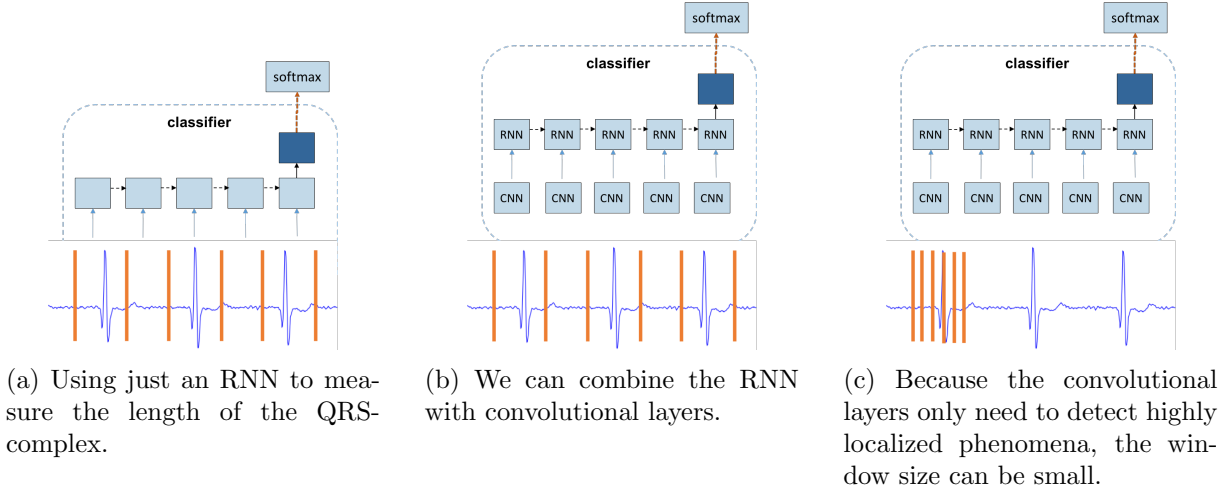 softmax
classifier
(a) Using just an RNN to mea-
sure the length of the QRS-
complex.
softmax
classifier
RNN RNN RNN RNN RNN
CNN CNN CNN CNN CNN
(b) We can combine the RNN
with convolutional layers.
softmax
classifier
RNN RNN RNN RNN RNN
CNN CNN CNN CNN CNN
(c) Because the convolutional
layers only need to detect highly
localized phenomena, the win-
dow size can be small.